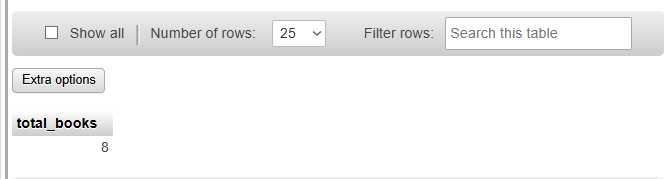 Show all | Number of rows: 25 Filter rows: Search this table
Extra options
total_books
8